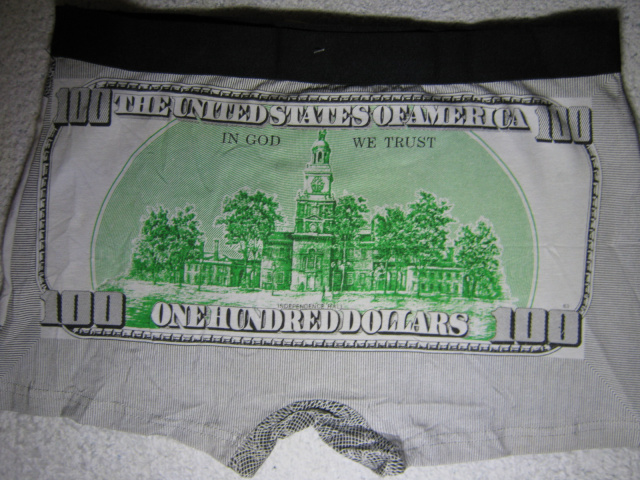 100 THE UNITED STATES OF AMERICA 100
IN GOD WE TRUST
INDEPENDENCE HALL
100 ONE HUNDRED DOLLARS 100